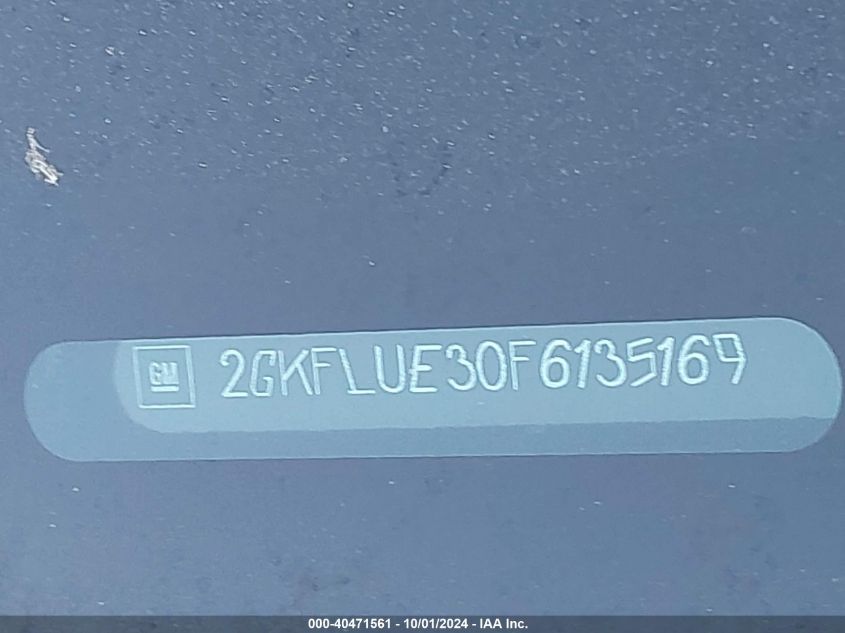 GM 2GKFLUE30F6135169
000-40471561 - 10/01/2024 - IAA Inc.